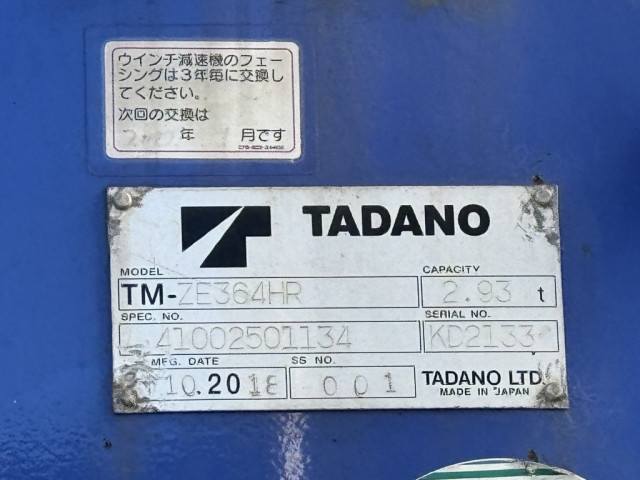 ウインチ減速機のフェー
シングは3年毎に交換し
てください。
次回の交換は
年 月です
TADANO
MODEL CAPACITY
TM-ZE364HR 2.93 t
SPEC. NO. SERIAL NO.
41002501134 KD2133
MFG. DATE SS NO.
10.2018 001 TADANO LTD.
MADE IN JAPAN